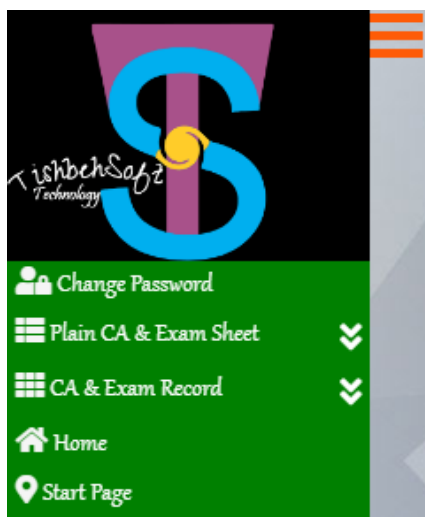 TishbehSoft
Technology
Change Password
Plain CA & Exam Sheet
CA & Exam Record
Home
Start Page